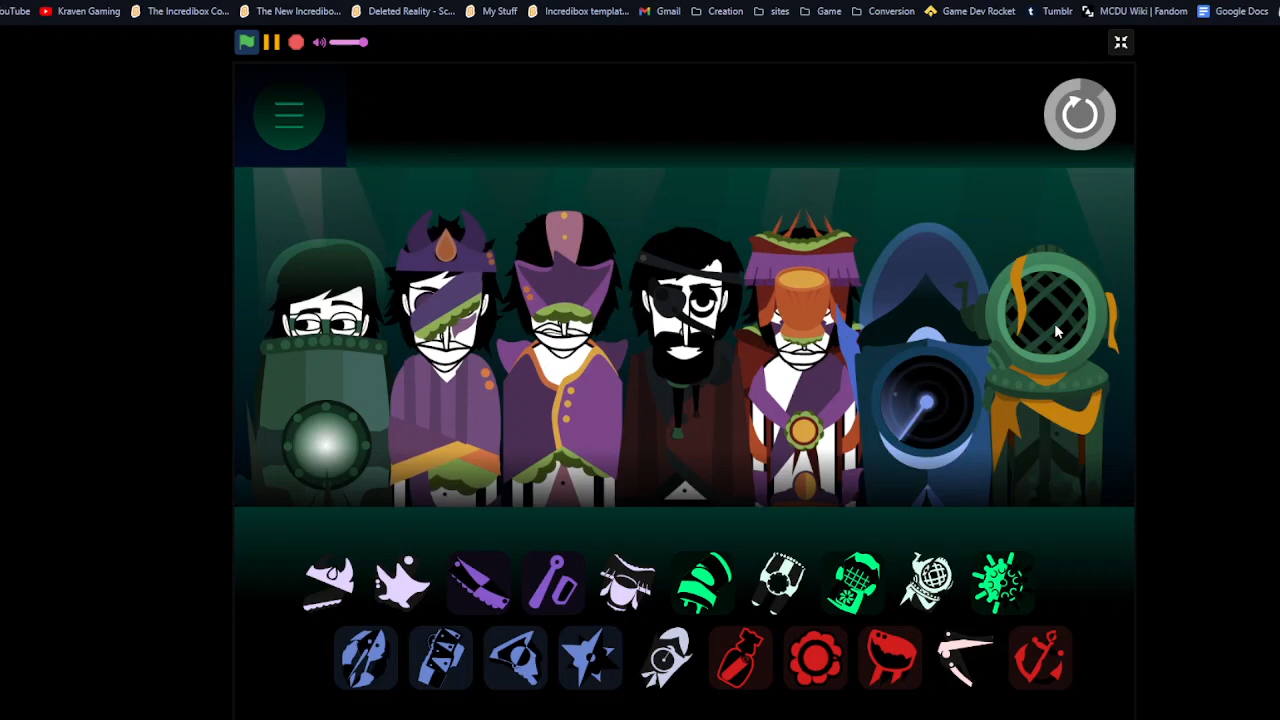 ouTube Kraven Gaming The Incredibox Co... The New Incredibo... Deleted Reality - Sc... My Stuff Incredibox templat... Gmail Creation sites Game Conversion Game Dev Rocket Tumblr MCDU Wiki | Fandom Google Docs